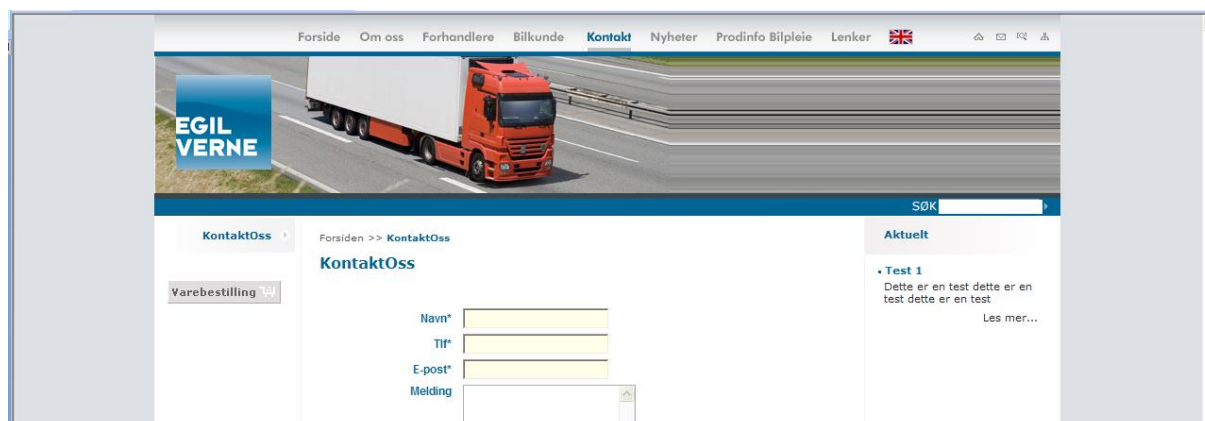 Forside Om oss Forhandlere Bilkunde Kontakt Nyheter Prodinfo Bilpleie Lenker
EGIL
VERNE
SØK
KontaktOss
Varebestilling
Forsiden >> KontaktOss
KontaktOss
Navn*
Tlf*
E-post*
Melding
Aktuelt
Test 1
Dette er en test dette er en
test dette er en test
Les mer...